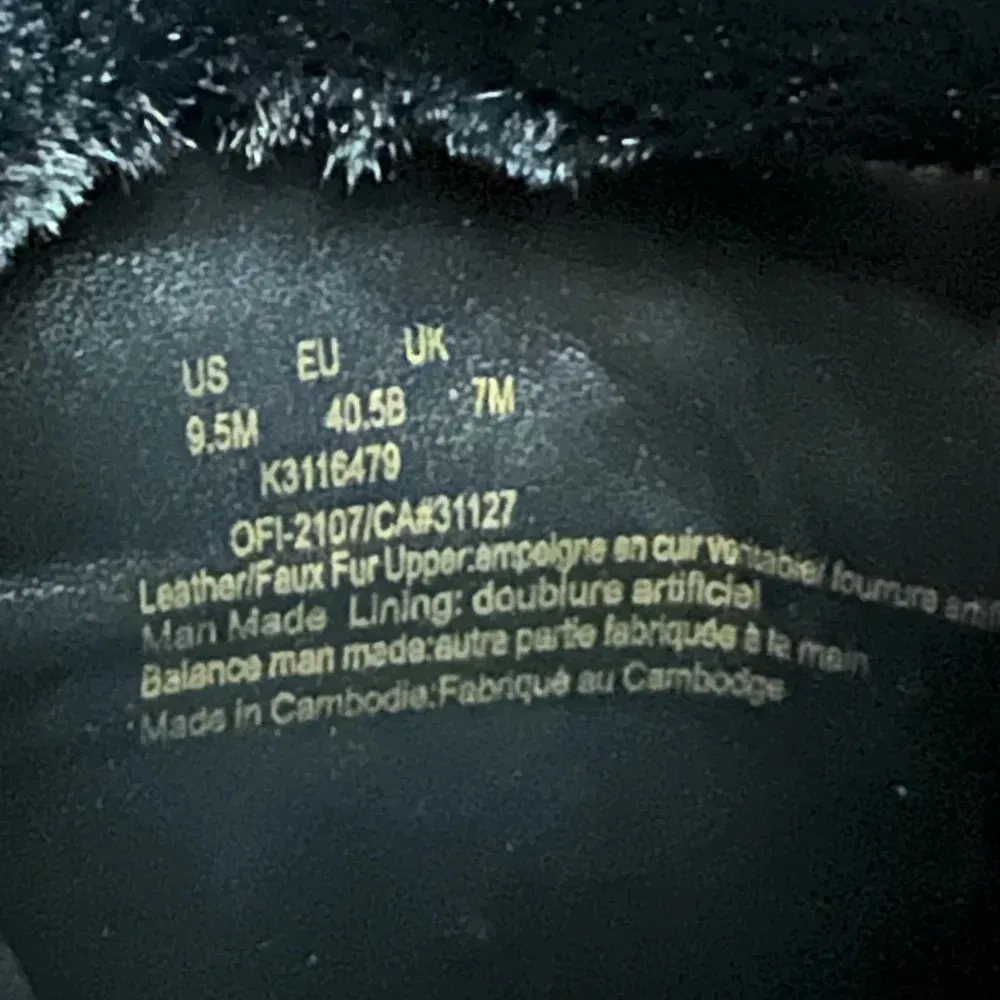 US EU UK
9.5M 40.5B 7M
K3116479
OFI-2107/CA#31127
Leather/Faux Fur Upper:empeigne en cuir veritable/ fourrure
Man Made Lining: doublure artificiel
Balance man made:autre partie fabriquée à la main
Made in Cambodia:Fabriqué au Cambodge